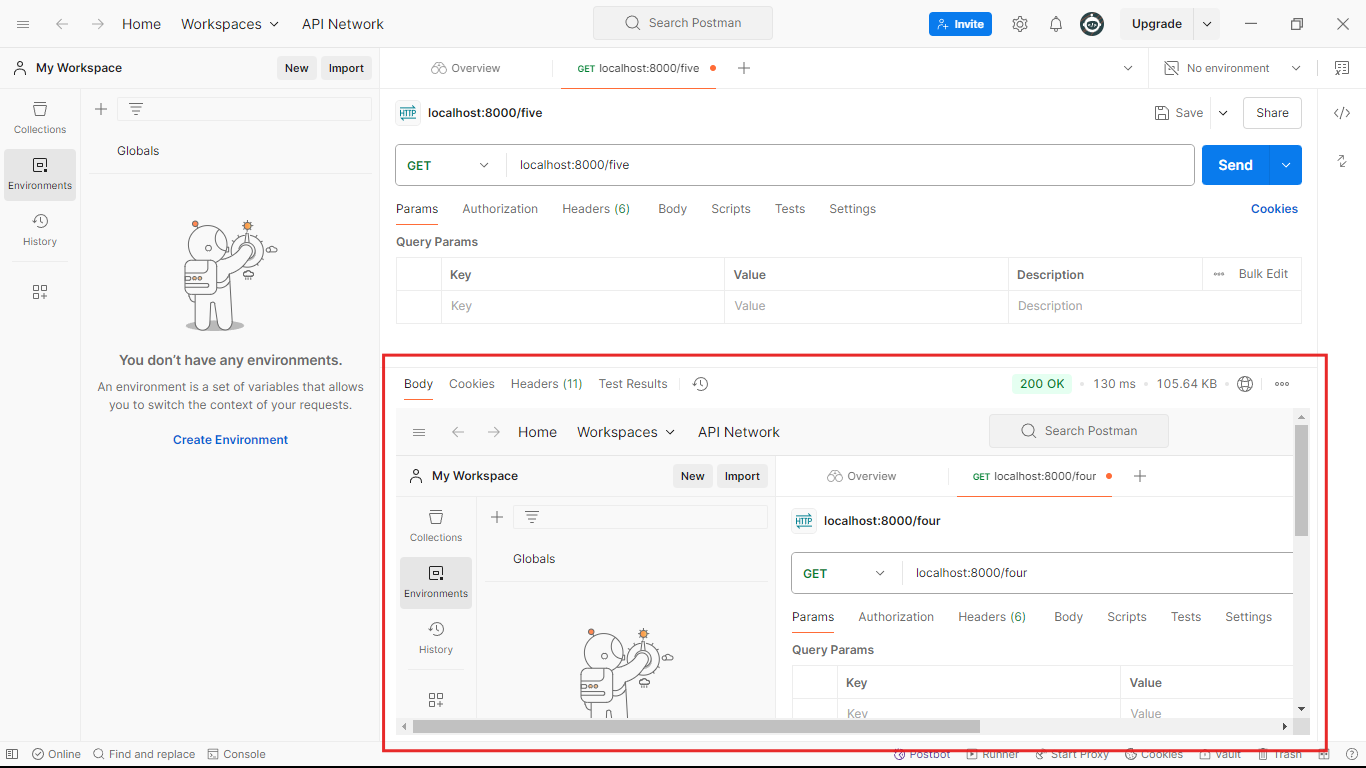 Home Workspaces API Network Search Postman Invite Upgrade
My Workspace New Import Overview GET localhost:8000/five No environment
Collections
Environments
History
Globals
You don't have any environments.
An environment is a set of variables that allows
you to switch the context of your requests.
Create Environment
HTTP localhost:8000/five Save Share
GET localhost:8000/five Send
Params Authorization Headers (6) Body Scripts Tests Settings Cookies
Query Params
Key Value Description Bulk Edit
Key Value Description
Body Cookies Headers (11) Test Results 200 OK 130 ms 105.64 KB
Home Workspaces API Network Search Postman
My Workspace New Import Overview GET localhost:8000/four
Collections
Environments
History
Globals
HTTP localhost:8000/four
GET localhost:8000/four
Params Authorization Headers (6) Body Scripts Tests Settings
Query Params
Key Value
Key Value
Online Find and replace Console Postbot Runner Start Proxy Cookies Vault Trash